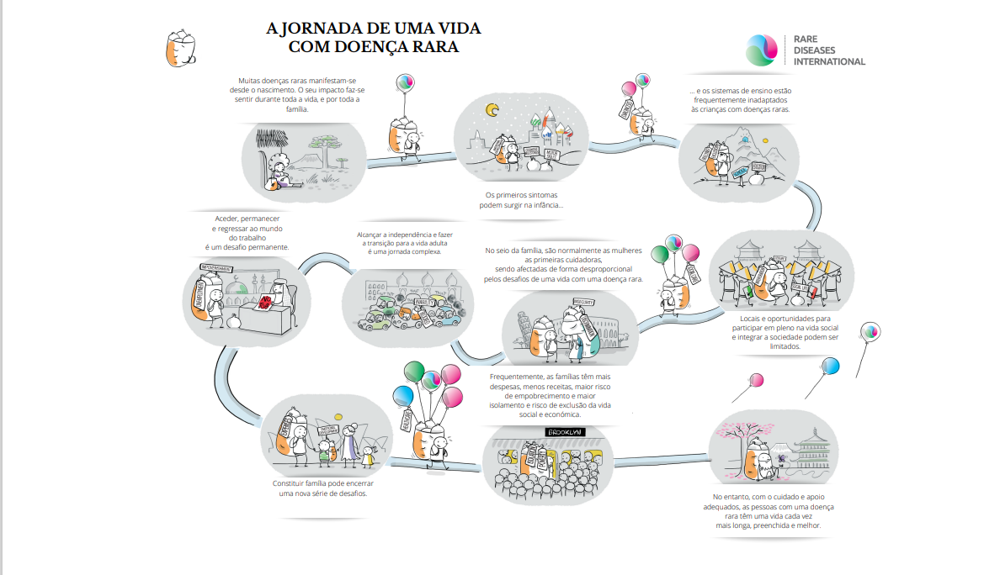 A JORNADA DE UMA VIDA
COM DOENÇA RARA
RARE
DISEASES
INTERNATIONAL
Muitas doenças raras manifestam-se
desde o nascimento. O seu impacto faz-se
sentir durante toda a vida, e por toda a
família.
Os primeiros sintomas
podem surgir na infância...
... e os sistemas de ensino estão
frequentemente inadaptados
às crianças com doenças raras.
Locais e oportunidades para
participar em pleno na vida social
e integrar a sociedade podem ser
limitados.
No seio da família, são normalmente as mulheres
as primeiras cuidadoras,
sendo afectadas de forma desproporcional
pelos desafios de uma vida com uma doença rara.
Alcançar a independência e fazer
a transição para a vida adulta
é uma jornada complexa.
Aceder, permanecer
e regressar ao mundo
do trabalho
é um desafio permanente.
IMPOVERISHMENT
NO
JOB
Constituir família pode encerrar
uma nova série de desafios.
Frequentemente, as famílias têm mais
despesas, menos receitas, maior risco
de empobrecimento e maior
isolamento e risco de exclusão da vida
social e económica.
BROOKLYN
No entanto, com o cuidado e apoio
adequados, as pessoas com uma doença
rara têm uma vida cada vez
mais longa, preenchida e melhor.